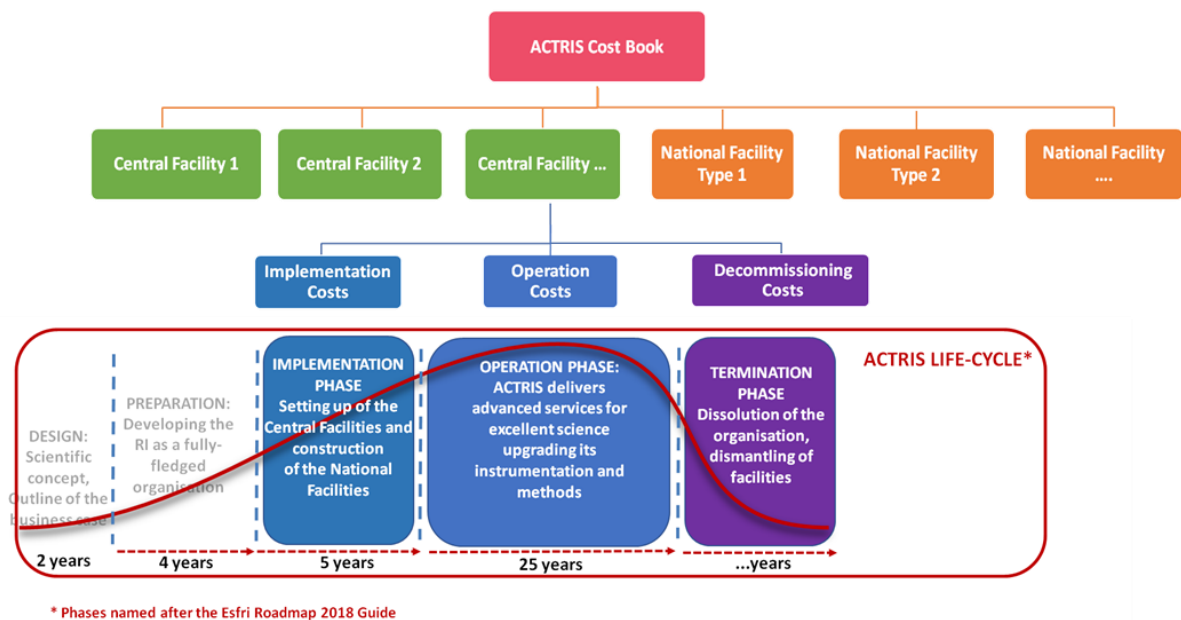 ACTRIS Cost Book
Central Facility 1
Central Facility 2
Central Facility ...
National Facility
Type 1
National Facility
Type 2
National Facility
....
Implementation
Costs
Operation
Costs
Decommissioning
Costs
ACTRIS LIFE-CYCLE*
DESIGN:
Scientific
concept,
Outline of the
business case
2 years
PREPARATION:
Developing the
RI as a fully-
fledged
organisation
4 years
IMPLEMENTATION
PHASE
Setting up of the
Central Facilities and
construction
of the National
Facilities
5 years
OPERATION PHASE:
ACTRIS delivers
advanced services for
excellent science
upgrading its
instrumentation and
methods
25 years
TERMINATION
PHASE
Dissolution of the
organisation,
dismantling of
facilities
...years
* Phases named after the Esfri Roadmap 2018 Guide